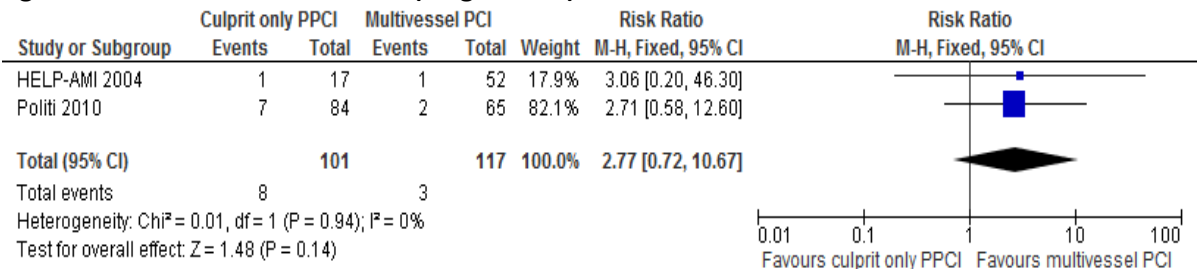 Culprit only PPCI Multivessel PCI Risk Ratio Risk Ratio
Study or Subgroup Events Total Events Total Weight M-H, Fixed, 95% CI M-H, Fixed, 95% CI
HELP-AMI 2004 1 17 1 52 17.9% 3.06 [0.20, 46.30]
Politi 2010 7 84 2 65 82.1% 2.71 [0.58, 12.60]
Total (95% CI) 101 117 100.0% 2.77 [0.72, 10.67]
Total events 8 3
Heterogeneity: Chi² = 0.01, df = 1 (P = 0.94); I² = 0%
Test for overall effect: Z = 1.48 (P = 0.14)
0.01 0.1 1 10 100
Favours culprit only PPCI Favours multivessel PCI